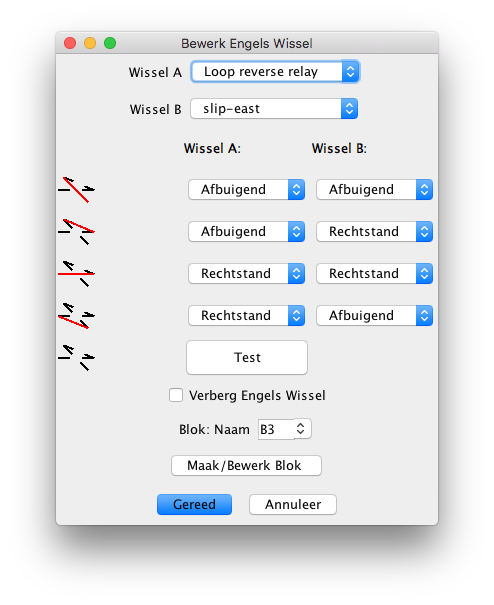 Bewerk Engels Wissel
Wissel A Loop reverse relay
Wissel B slip-east
Wissel A: Wissel B:
Afbuigend Afbuigend
Afbuigend Rechtstand
Rechtstand Rechtstand
Rechtstand Afbuigend
Test
Verberg Engels Wissel
Blok: Naam B3
Maak/Bewerk Blok
Gereed Annuleer